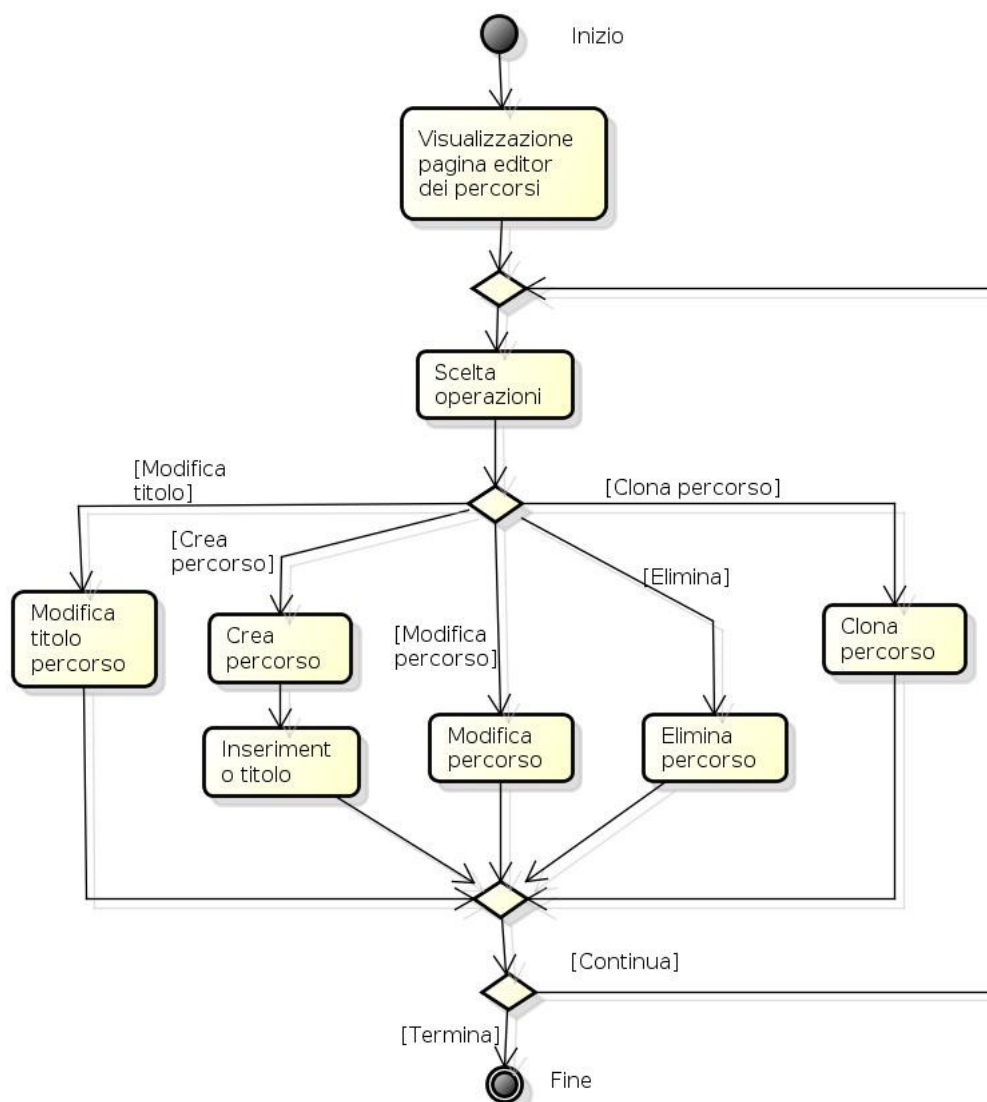 Inizio
Visualizzazione
pagina editor
dei percorsi
Scelta
operazioni
[Modifica
titolo]
[Clona percorso]
[Crea
percorso]
[Elimina]
[Modifica
percorso]
Modifica
titolo
percorso
Crea
percorso
Clona
percorso
Inseriment
o titolo
Modifica
percorso
Elimina
percorso
[Continua]
[Termina]
Fine